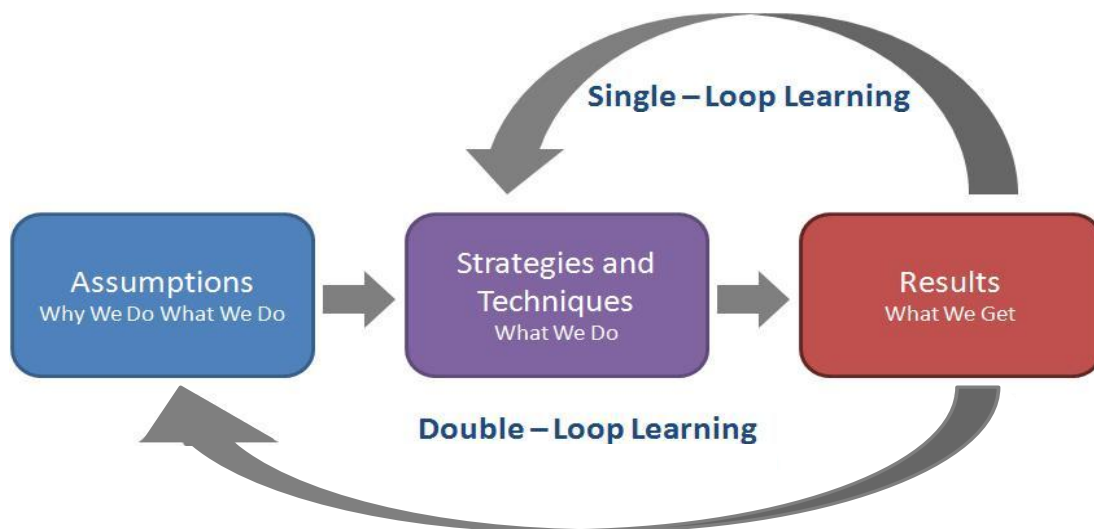 Single – Loop Learning
Assumptions
Why We Do What We Do
Strategies and
Techniques
What We Do
Results
What We Get
Double – Loop Learning